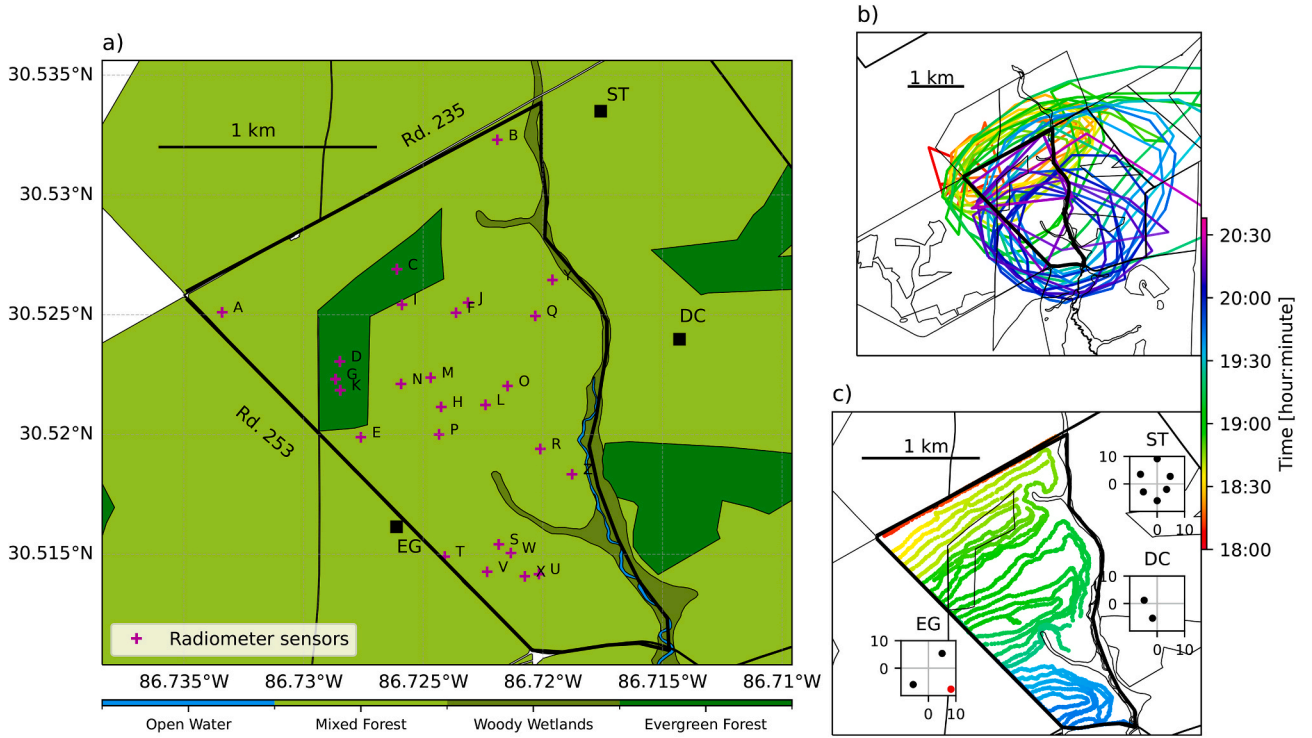 a)
30.535°N
30.53°N
30.525°N
30.52°N
30.515°N
1 km
Rd. 235
Rd. 253
ST
DC
EG
B
A
C
I
J
F
Y
Q
D
G
K
N
M
O
H
L
E
P
R
Z
S
T
W
V
X
U
Radiometer sensors
86.735°W
86.73°W
86.725°W
86.72°W
86.715°W
86.71°W
Open Water
Mixed Forest
Woody Wetlands
Evergreen Forest
b)
1 km
20:30
20:00
19:30
19:00
18:30
18:00
Time [hour:minute]
c)
1 km
ST
10
0
0 10
DC
10
0
0 10
EG
10
0
0 10